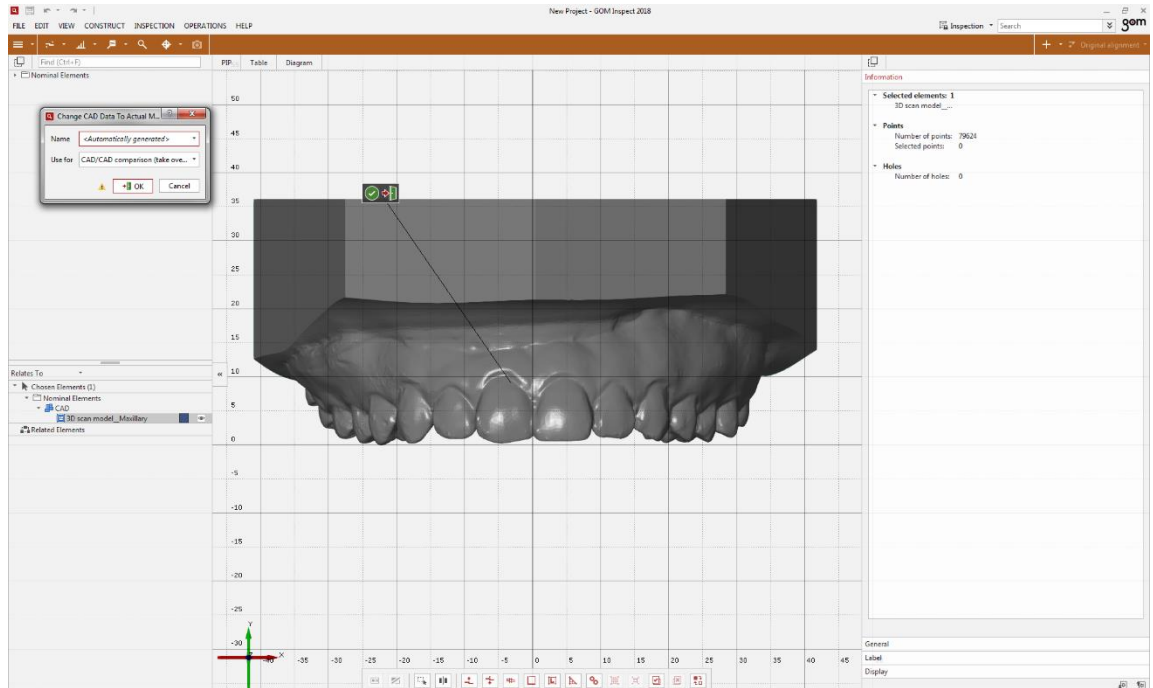 New Project - GOM Inspect 2018
FILE EDIT VIEW CONSTRUCT INSPECTION OPERATIONS HELP
Inspection
Search
gom
Original alignment
Find (Ctrl+F)
Nominal Elements
PIP... Table Diagram
Information
Selected elements: 1
3D scan model_...
Points
Number of points: 79624
Selected points: 0
Holes
Number of holes: 0
Change CAD Data To Actual M...
Name <Automatically generated>
Use for CAD/CAD comparison (take ove...
OK Cancel
50
45
40
35
30
25
20
15
10
5
0
-5
-10
-15
-20
-25
-30
Relates To
Chosen Elements (1)
Nominal Elements
CAD
3D scan model_Maxillary
Related Elements
Y
X
-40 -35 -30 -25 -20 -15 -10 -5 0 5 10 15 20 25 30 35 40 45
General
Label
Display